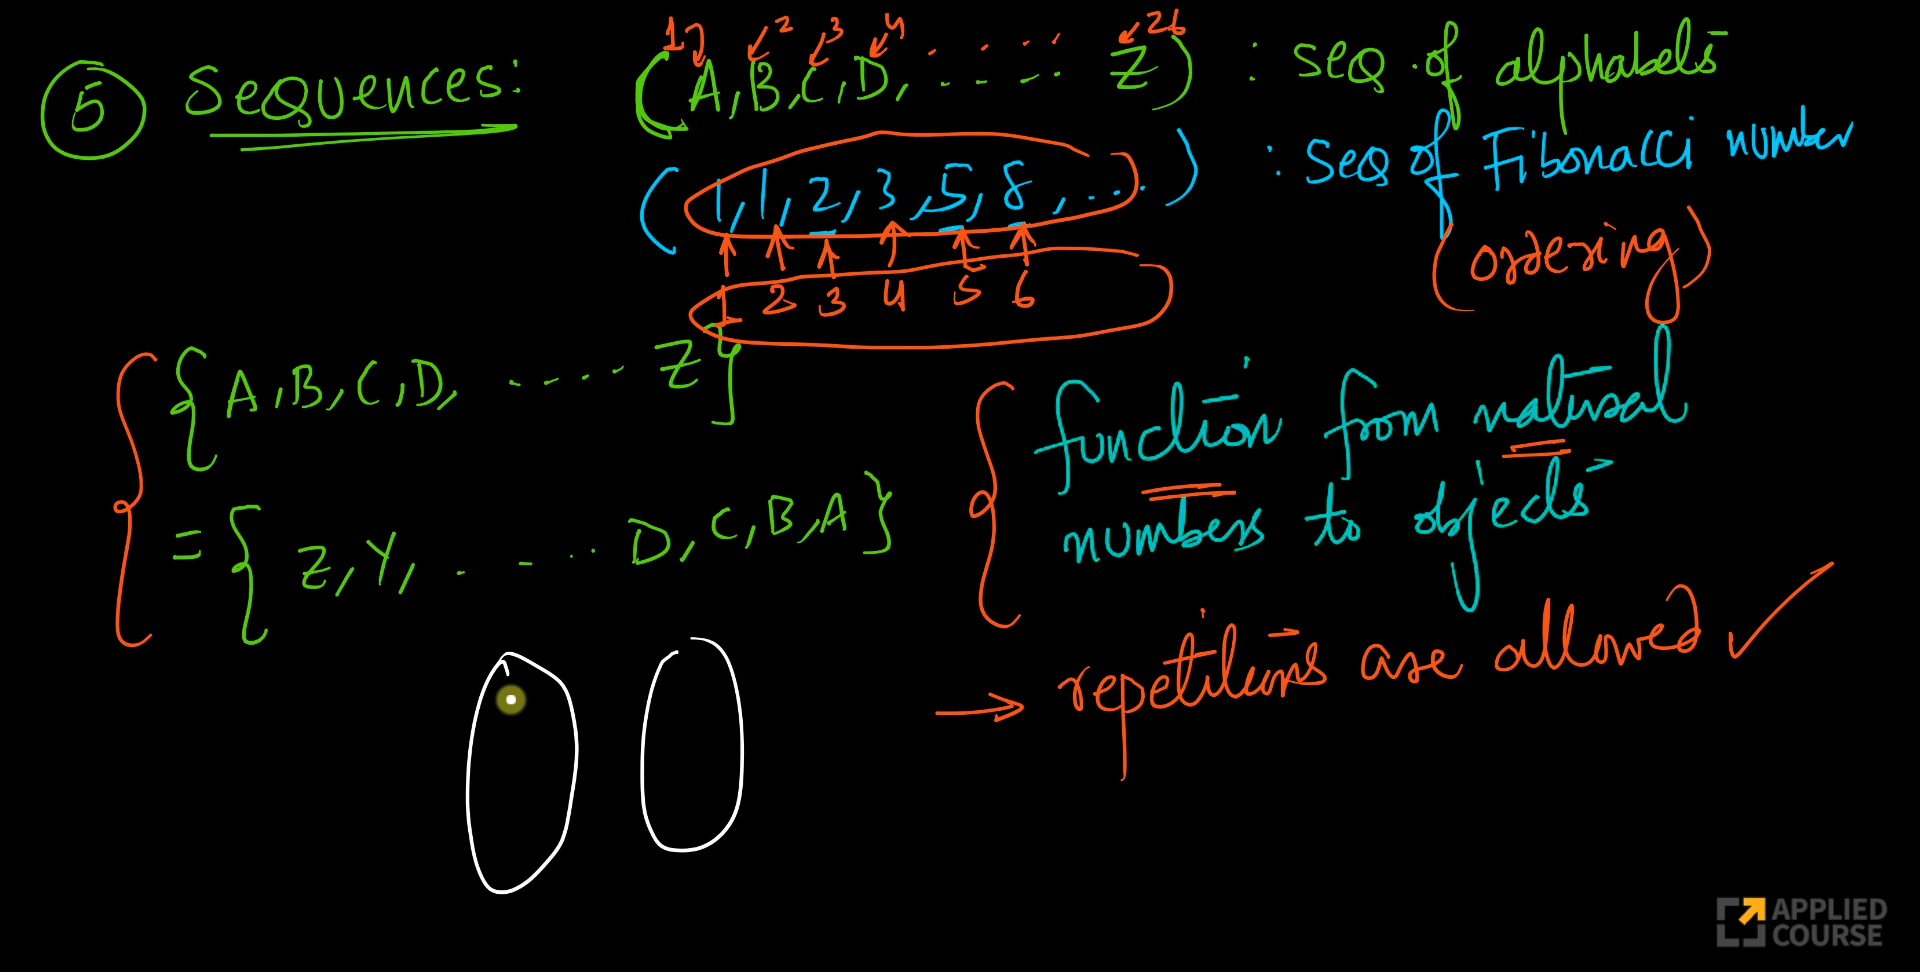 1 2 3 4 26
5 Sequences: (A, B, C, D, ...... Z) : seq. of alphabets
(1, 1, 2, 3, 5, 8, ...) : seq of Fibonacci number
1 2 3 4 5 6
(ordering)
{A, B, C, D, ..... Z}
= {Z, Y, ..... D, C, B, A}
function from natural
numbers to objects
→ repetitions are allowed ✓
APPLIED
COURSE